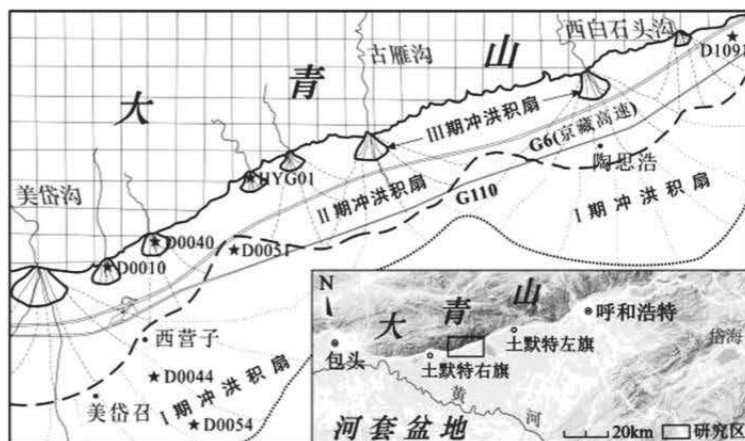 西白石头沟
D1091
古雁沟
大青山
III期冲洪积扇
G6(京藏高速)
陶思浩
HYG01
II期冲洪积扇
G110
I期冲洪积扇
美岱沟
D0040
D0051
D0010
西营子
D0044
美岱召
I期冲洪积扇
D0054
N
大青山
呼和浩特
岱海
包头
土默特左旗
土默特右旗
黄河
河套盆地
20km
研究区